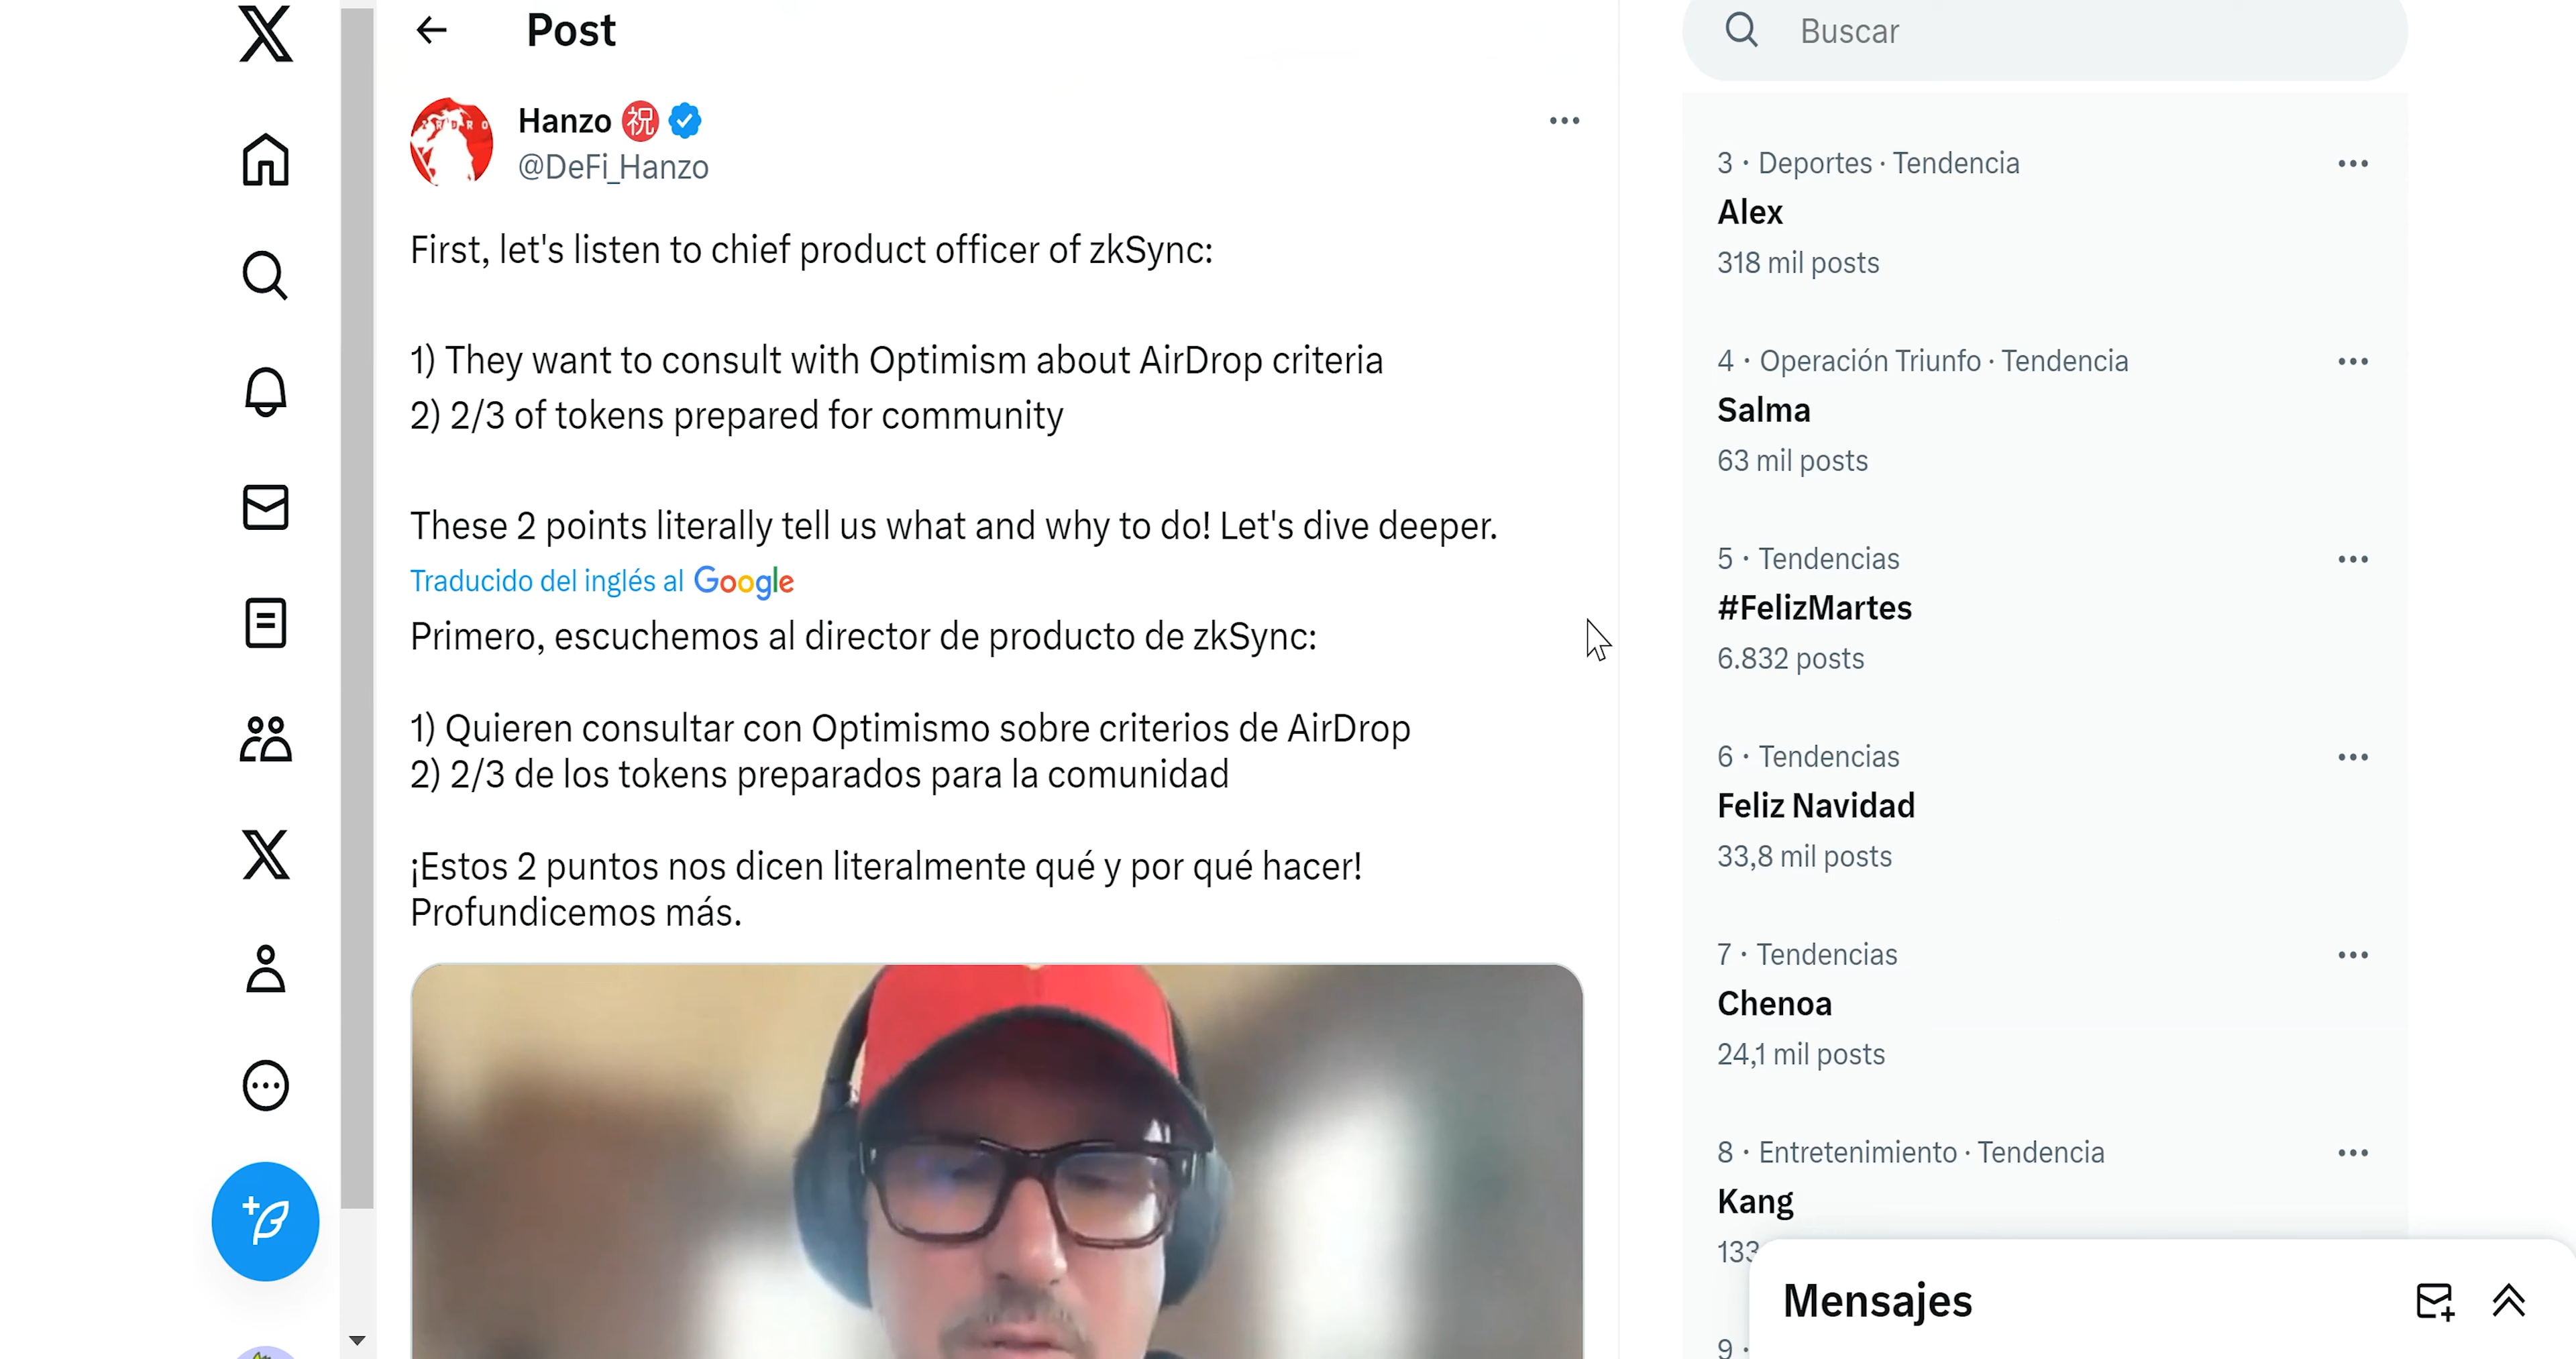 Post
Hanzo ㊗️
@DeFi_Hanzo
First, let's listen to chief product officer of zkSync:
1) They want to consult with Optimism about AirDrop criteria
2) 2/3 of tokens prepared for community
These 2 points literally tell us what and why to do! Let's dive deeper.
Traducido del inglés al Google
Primero, escuchemos al director de producto de zkSync:
1) Quieren consultar con Optimismo sobre criterios de AirDrop
2) 2/3 de los tokens preparados para la comunidad
¡Estos 2 puntos nos dicen literalmente qué y por qué hacer!
Profundicemos más.
Buscar
3 · Deportes · Tendencia
Alex
318 mil posts
4 · Operación Triunfo · Tendencia
Salma
63 mil posts
5 · Tendencias
#FelizMartes
6.832 posts
6 · Tendencias
Feliz Navidad
33,8 mil posts
7 · Tendencias
Chenoa
24,1 mil posts
8 · Entretenimiento · Tendencia
Kang
133
9 ·
Mensajes